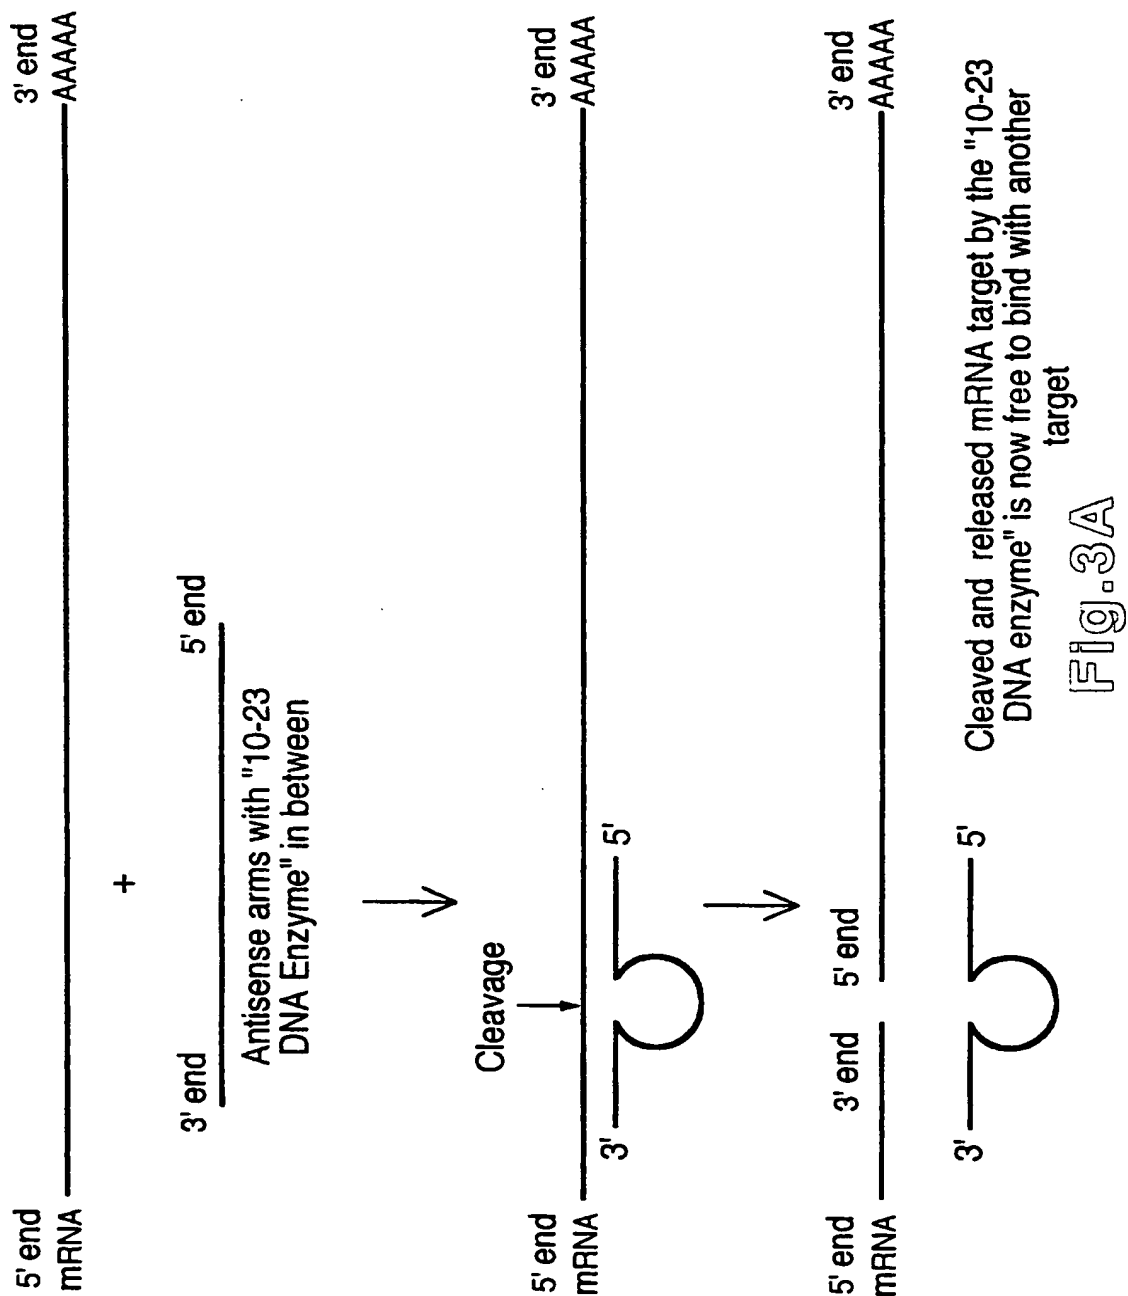 5' end
3' end
mRNA
AAAAA
+
3' end
5' end
Antisense arms with "10-23
DNA Enzyme" in between
Cleavage
5' end
3' end
mRNA
AAAAA
3'
5'
5' end
3' end
5' end
3' end
mRNA
AAAAA
3'
5'
Cleaved and released mRNA target by the "10-23
DNA enzyme" is now free to bind with another
target
Fig.3A